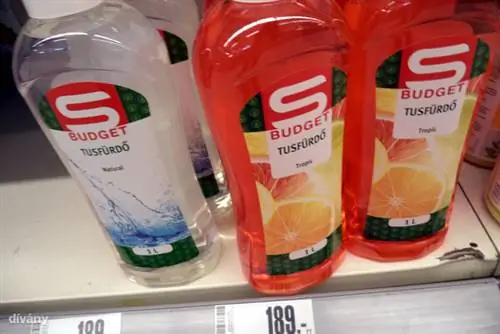 S
BUDGET
TUSFÜRDŐ
Natural
1 L
S
BUDGET
TUSFÜRDŐ
Tropic
1 L
S
BUDGET
TUSFÜRDŐ
Tropic
1 L
189.-
dívány